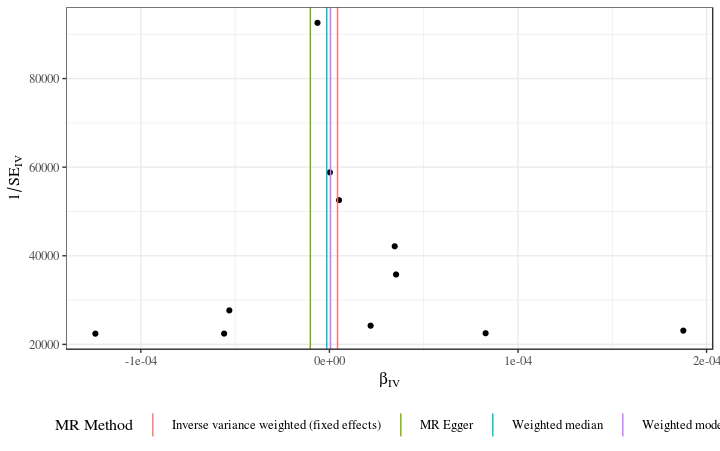 80000
60000
40000
20000
1/SE_IV
-1e-04
0e+00
1e-04
2e-04
β_IV
MR Method
Inverse variance weighted (fixed effects)
MR Egger
Weighted median
Weighted mode